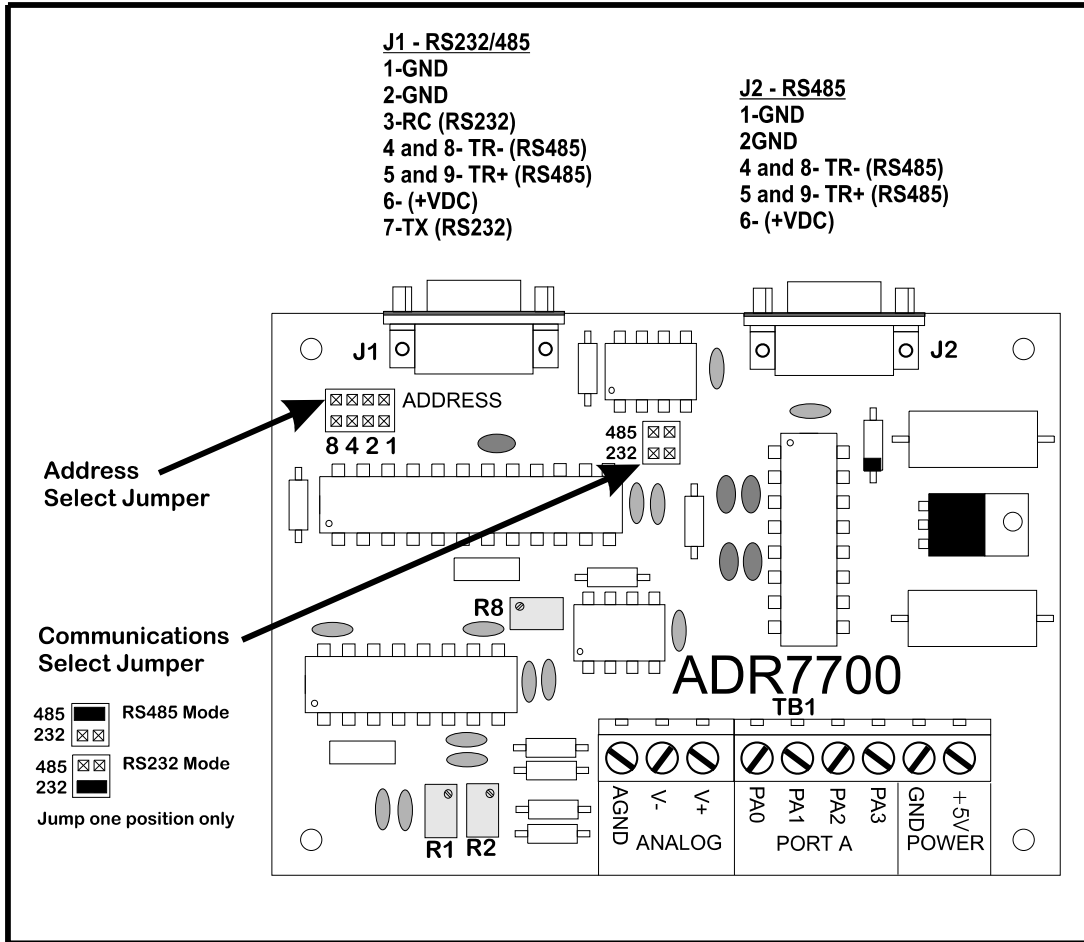 J1 - RS232/485
1-GND
2-GND
3-RC (RS232)
4 and 8- TR- (RS485)
5 and 9- TR+ (RS485)
6- (+VDC)
7-TX (RS232)
J2 - RS485
1-GND
2GND
4 and 8- TR- (RS485)
5 and 9- TR+ (RS485)
6- (+VDC)
J1
J2
ADDRESS
8 4 2 1
485
232
Address
Select Jumper
Communications
Select Jumper
485 RS485 Mode
232
485 RS232 Mode
232
Jump one position only
R8
ADR7700
TB1
R1 R2
AGND V- V+ PA0 PA1 PA2 PA3 GND +5V
ANALOG PORT A POWER